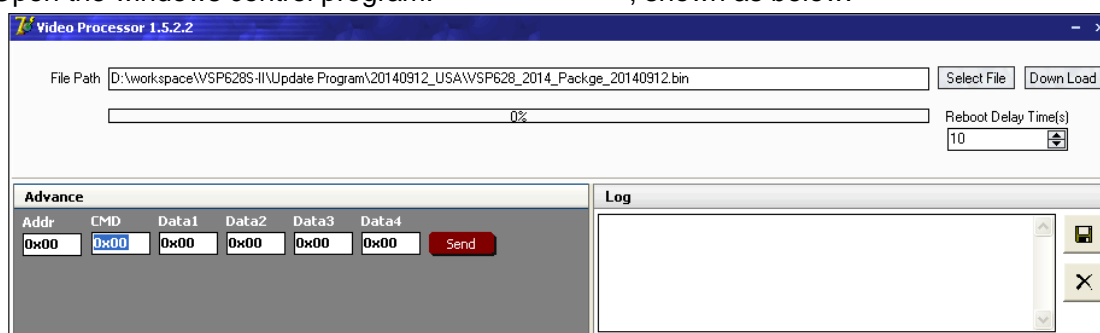 open the windows control program. , shown as below
Video Processor 1.5.2.2
File Path D:\workspace\VSP628S-II\Update Program\20140912_USA\VSP628_2014_Packge_20140912.bin Select File Down Load
0%
Reboot Delay Time(s)
10
Advance
Addr CMD Data1 Data2 Data3 Data4
0x00 0x00 0x00 0x00 0x00 0x00 Send
Log